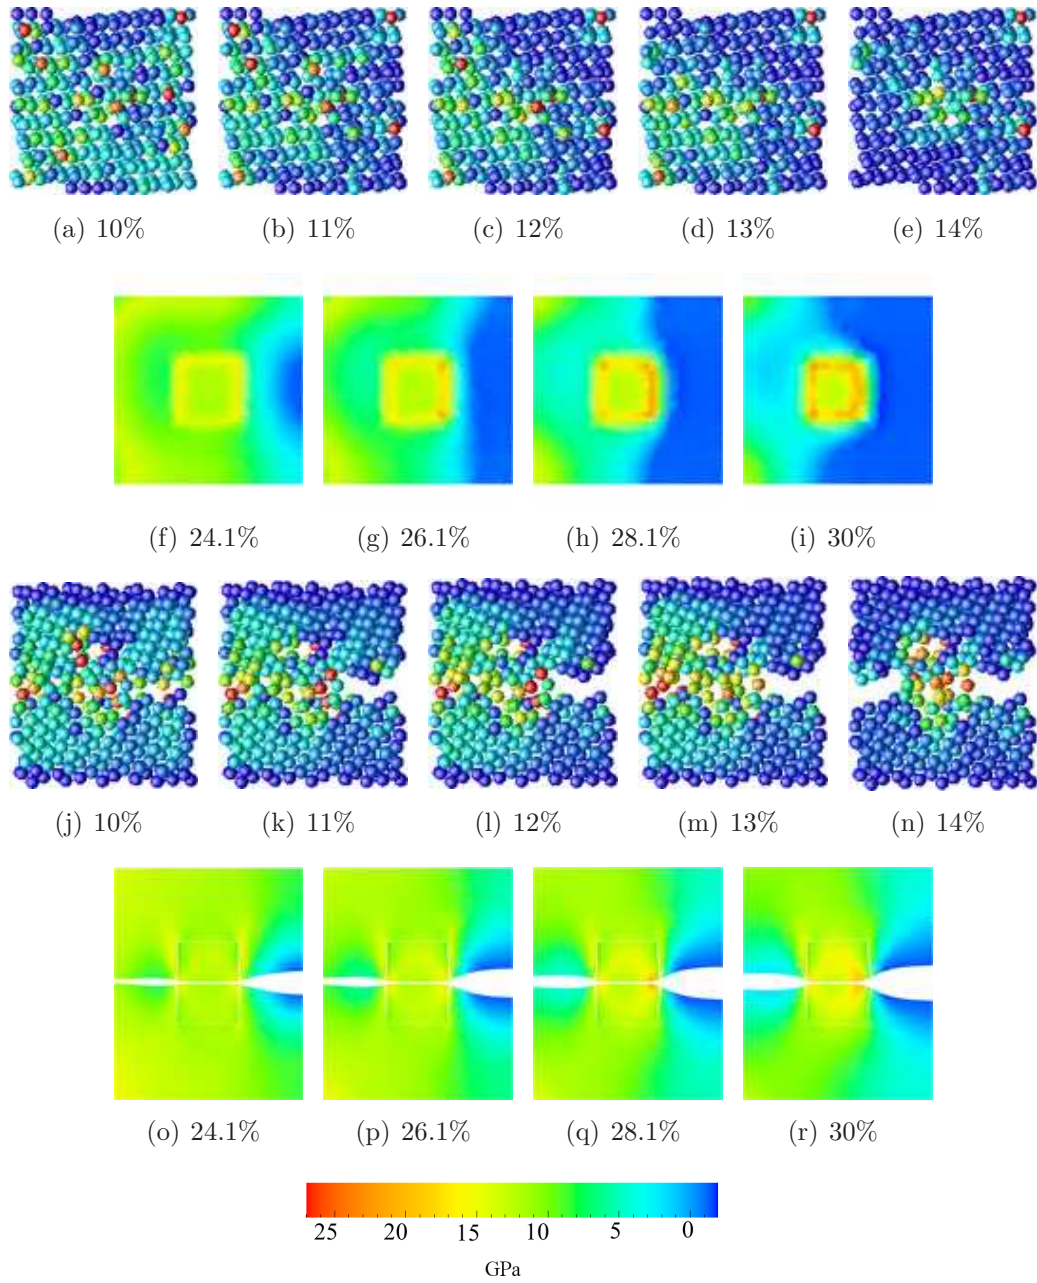 (a) 10% (b) 11% (c) 12% (d) 13% (e) 14%
(f) 24.1% (g) 26.1% (h) 28.1% (i) 30%
(j) 10% (k) 11% (l) 12% (m) 13% (n) 14%
(o) 24.1% (p) 26.1% (q) 28.1% (r) 30%
25 20 15 10 5 0
GPa